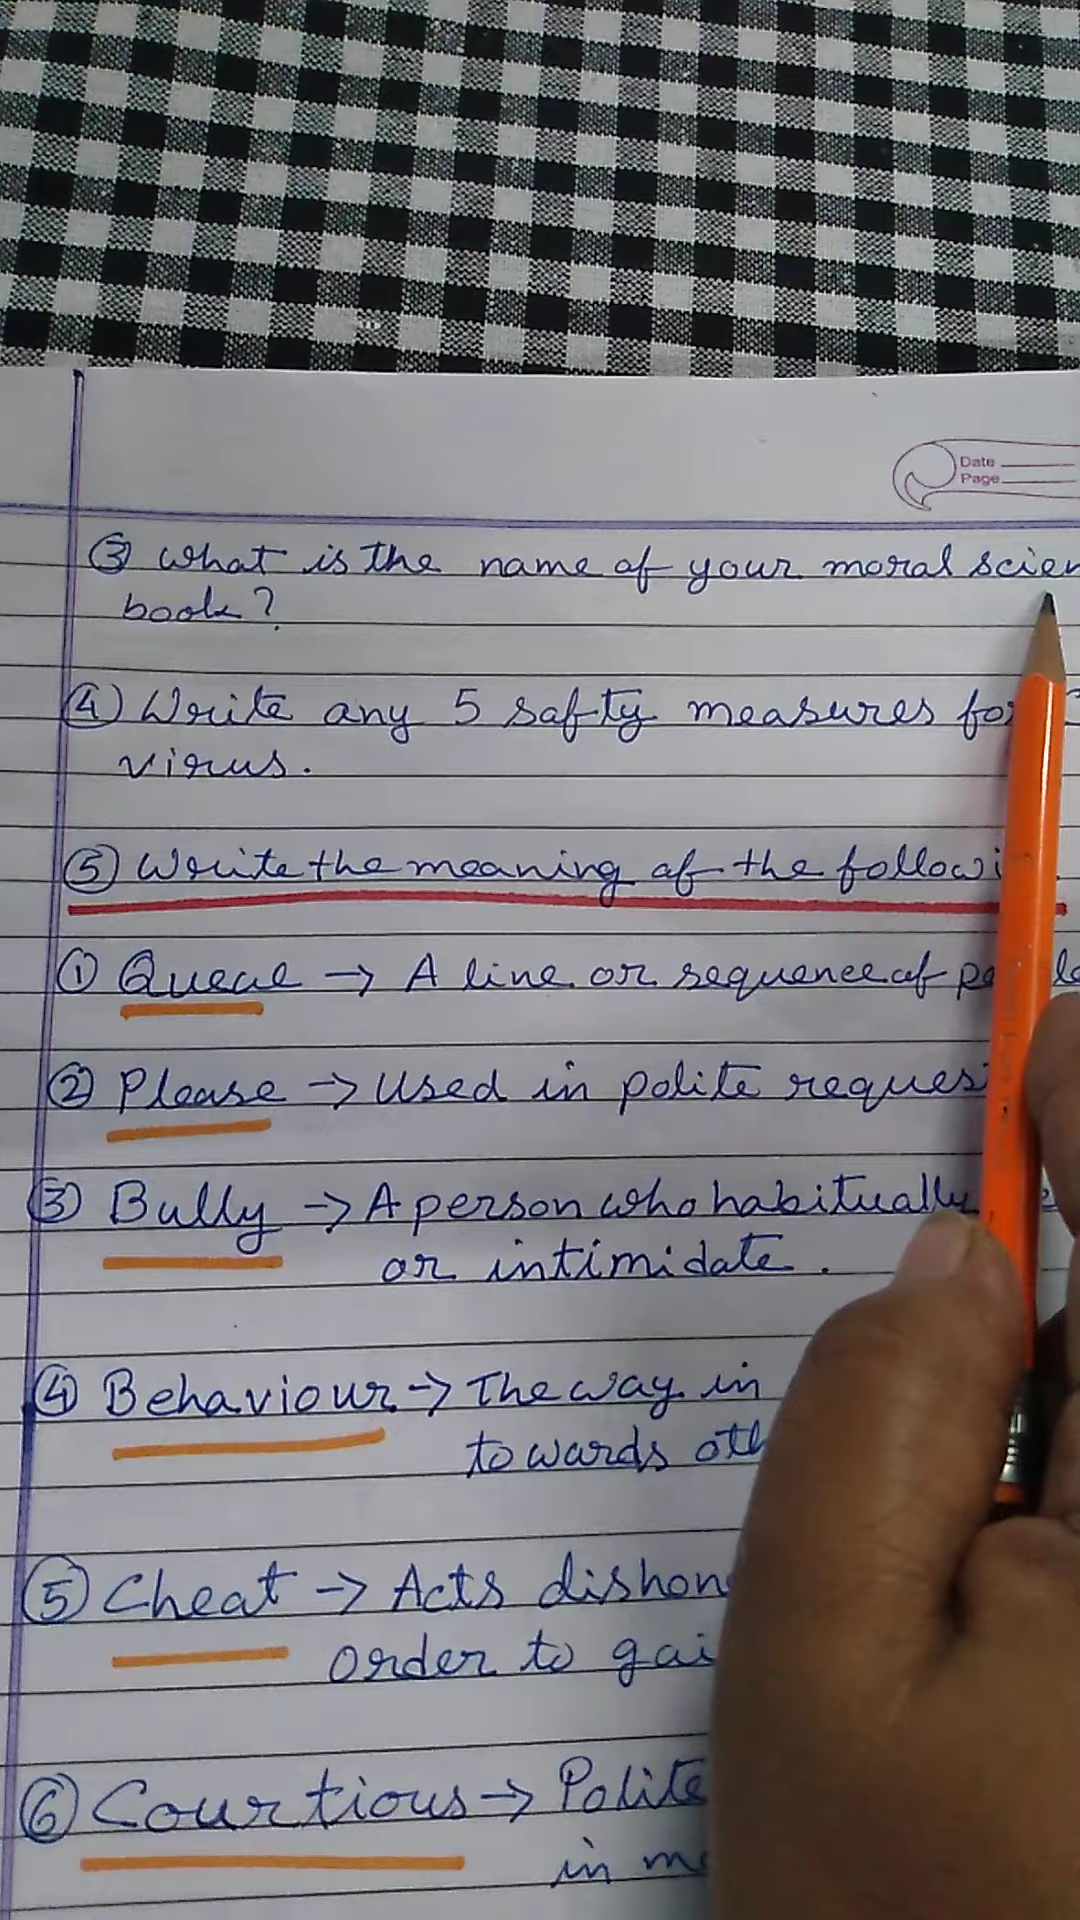 Date
Page
③ What is the name of your moral scien
book?
④ Write any 5 safty measures for
virus.
⑤ Write the meaning of the followi
① Queue → A line or sequence of
② Please → Used in polite reques
③ Bully → A person who habitually
or intimidate.
④ Behaviour → The way in
towards oth
⑤ Cheat → Acts dishon
order to gai
⑥ Courtious → Polite
in